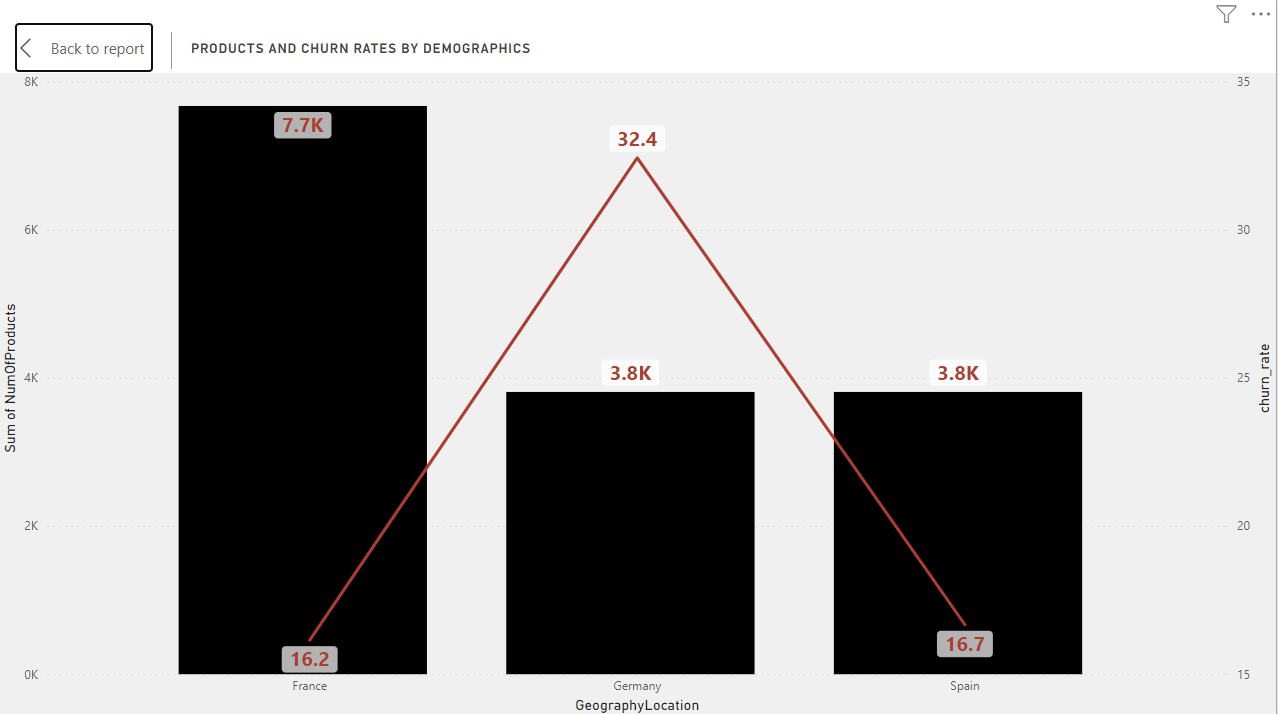 Back to report
PRODUCTS AND CHURN RATES BY DEMOGRAPHICS
8K
6K
4K
2K
0K
Sum of NumOfProducts
7.7K
32.4
3.8K
3.8K
16.2
16.7
35
30
25
20
15
churn_rate
France
Germany
Spain
GeographyLocation